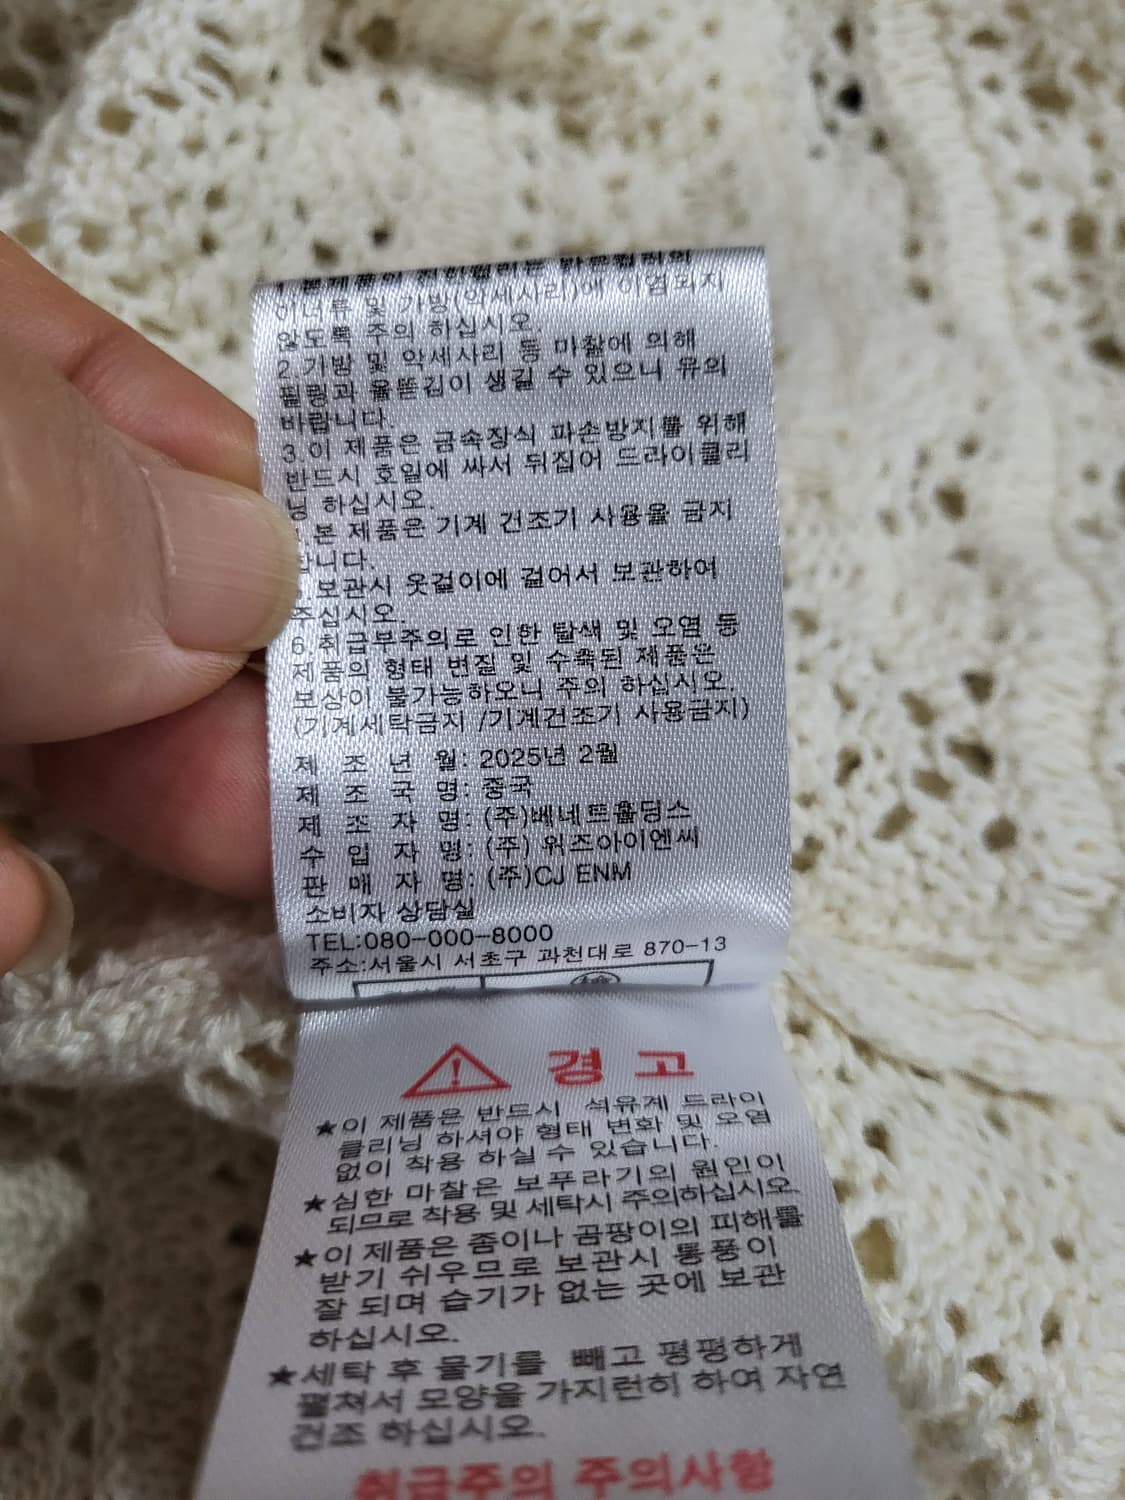 이너류 및 가방(악세사리)에 이염되지
않도록 주의 하십시오.
2.가방 및 악세사리 등 마찰에 의해
필링과 올뜯김이 생길 수 있으니 유의
바랍니다.
3.이 제품은 금속장식 파손방지를 위해
반드시 호일에 싸서 뒤집어 드라이클리
닝 하십시오.
본 제품은 기계 건조기 사용을 금지
합니다.
.보관시 옷걸이에 걸어서 보관하여
주십시오.
6.취급부주의로 인한 탈색 및 오염 등
제품의 형태 변질 및 수축된 제품은
보상이 불가능하오니 주의 하십시오.
(기계세탁금지 /기계건조기 사용금지)
제 조 년 월: 2025년 2월
제 조 국 명: 중국
제 조 자 명: (주)베네트홀딩스
수 입 자 명: (주) 위즈아이엔씨
판 매 자 명: (주)CJ ENM
소비자 상담실
TEL:080-000-8000
주소:서울시 서초구 과천대로 870-13
경 고
★이 제품은 반드시 석유계 드라이
클리닝 하셔야 형태 변화 및 오염
없이 착용 하실 수 있습니다.
★심한 마찰은 보푸라기의 원인이
되므로 착용 및 세탁시 주의하십시오.
★이 제품은 좀이나 곰팡이의 피해를
받기 쉬우므로 보관시 통풍이
잘 되며 습기가 없는 곳에 보관
하십시오.
★세탁 후 물기를 빼고 평평하게
펼쳐서 모양을 가지런히 하여 자연
건조 하십시오.
취급주의 주의사항